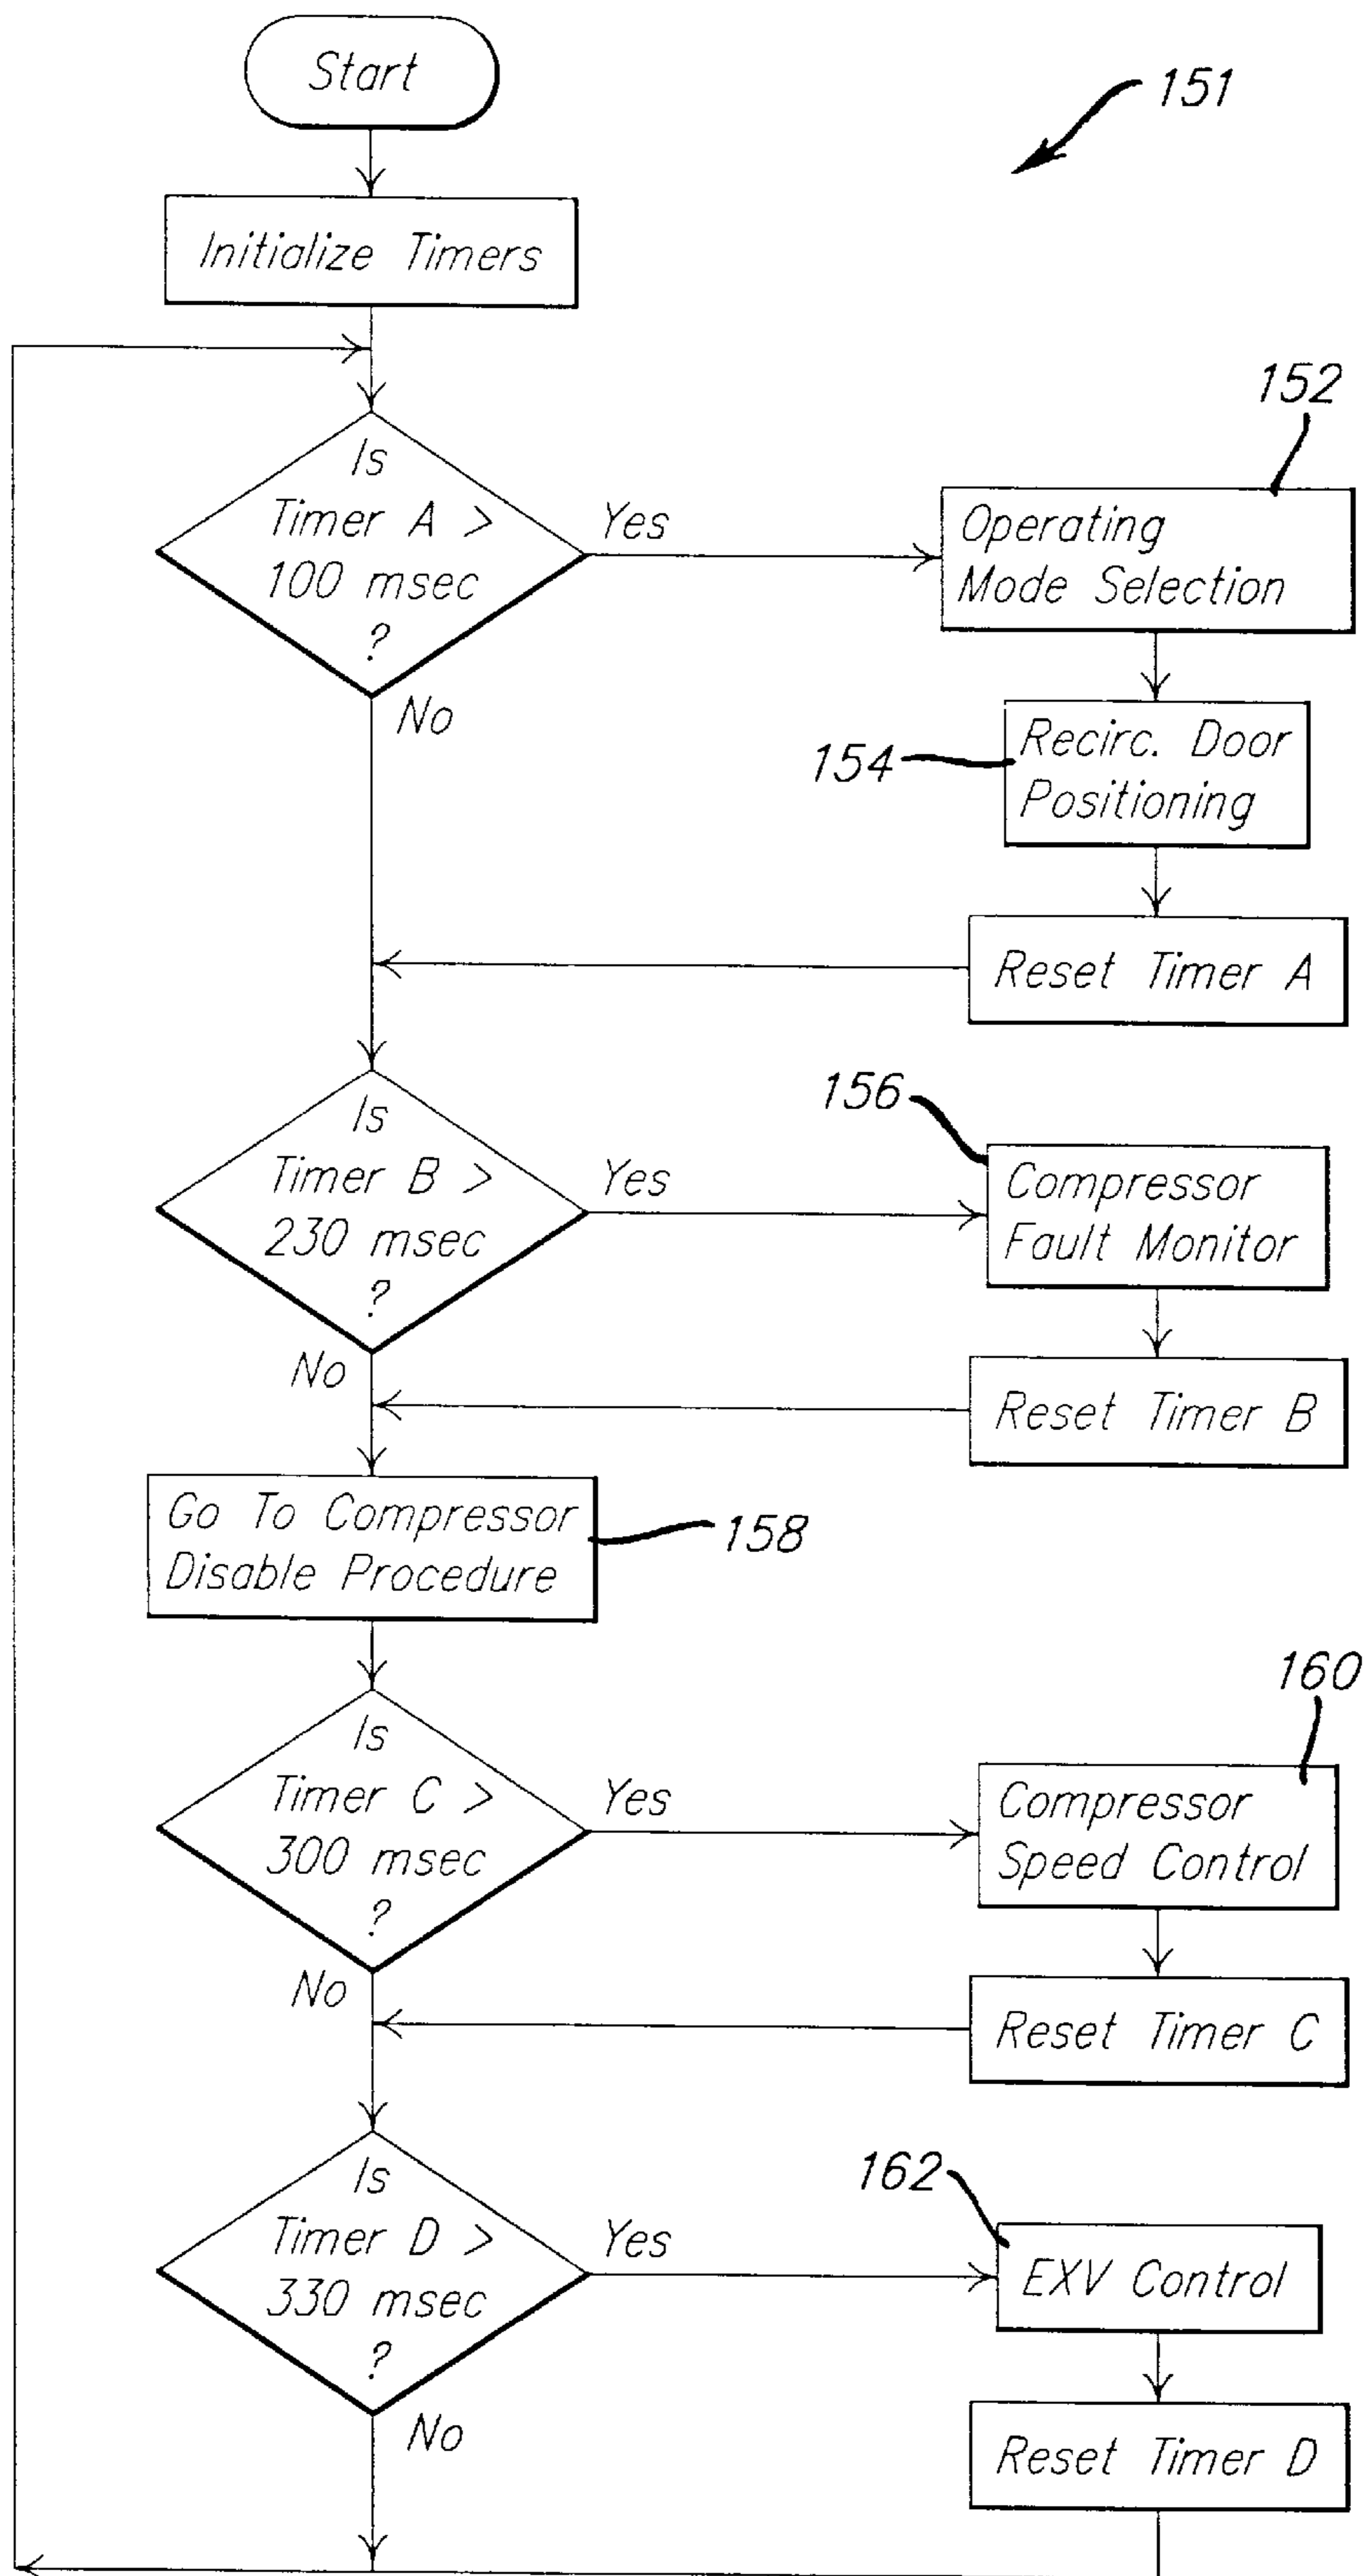 Start
151
Initialize Timers
152
Is
Timer A >
100 msec
?
Yes
No
Operating
Mode Selection
154
Recirc. Door
Positioning
Reset Timer A
156
Is
Timer B >
230 msec
?
Yes
No
Compressor
Fault Monitor
Reset Timer B
Go To Compressor
Disable Procedure
158
160
Is
Timer C >
300 msec
?
Yes
No
Compressor
Speed Control
Reset Timer C
162
Is
Timer D >
330 msec
?
Yes
No
EXV Control
Reset Timer D